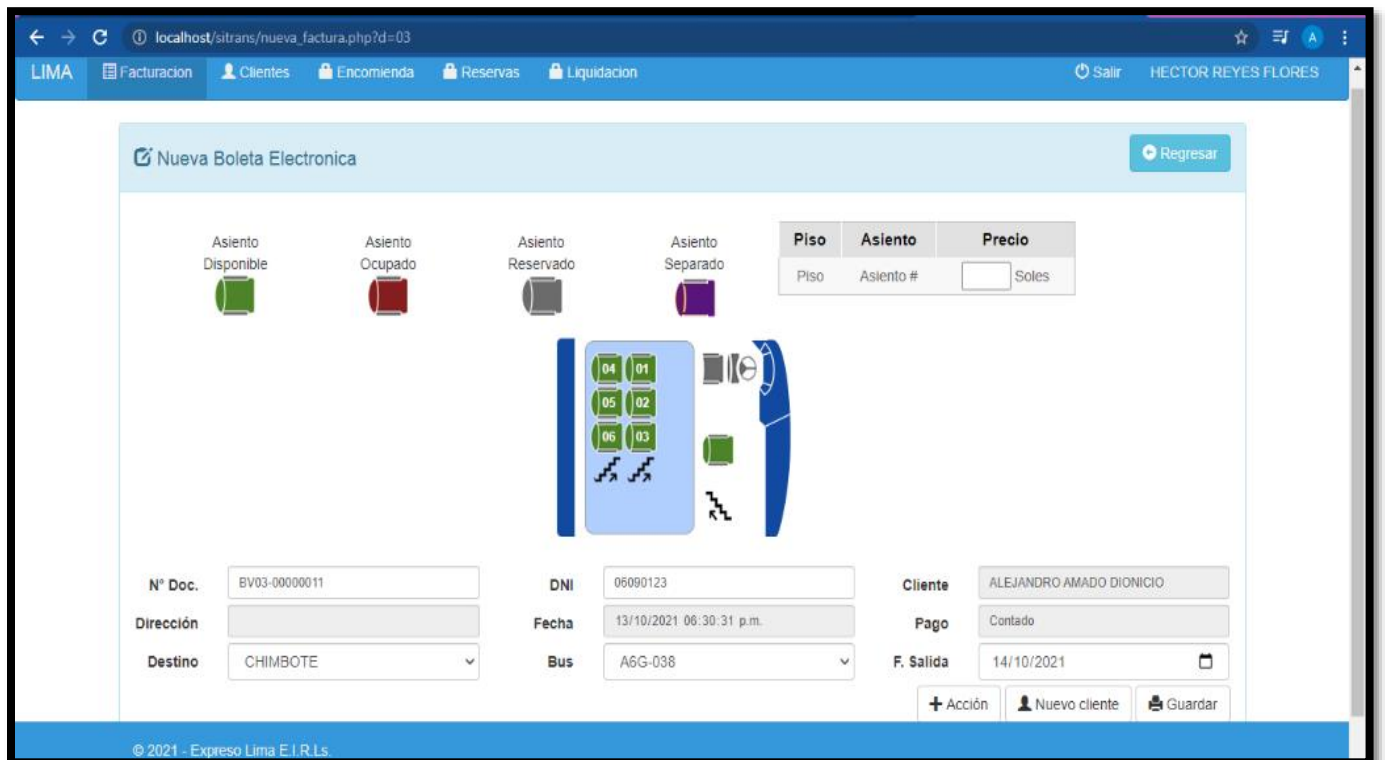 localhost/sitrans/nueva_factura.php?d=03
A
LIMA Facturacion Clientes Encomienda Reservas Liquidacion Salir HECTOR REYES FLORES
Nueva Boleta Electronica
Regresar
Asiento Disponible
Asiento Ocupado
Asiento Reservado
Asiento Separado
Piso Asiento Precio
Piso Asiento # Soles
04 01
05 02
06 03
N° Doc. BV03-00000011 DNI 06090123 Cliente ALEJANDRO AMADO DIONICIO
Dirección Fecha 13/10/2021 06:30:31 p.m. Pago Contado
Destino CHIMBOTE Bus A6G-038 F. Salida 14/10/2021
Acción Nuevo cliente Guardar
© 2021 - Expreso Lima E.I.R.Ls.